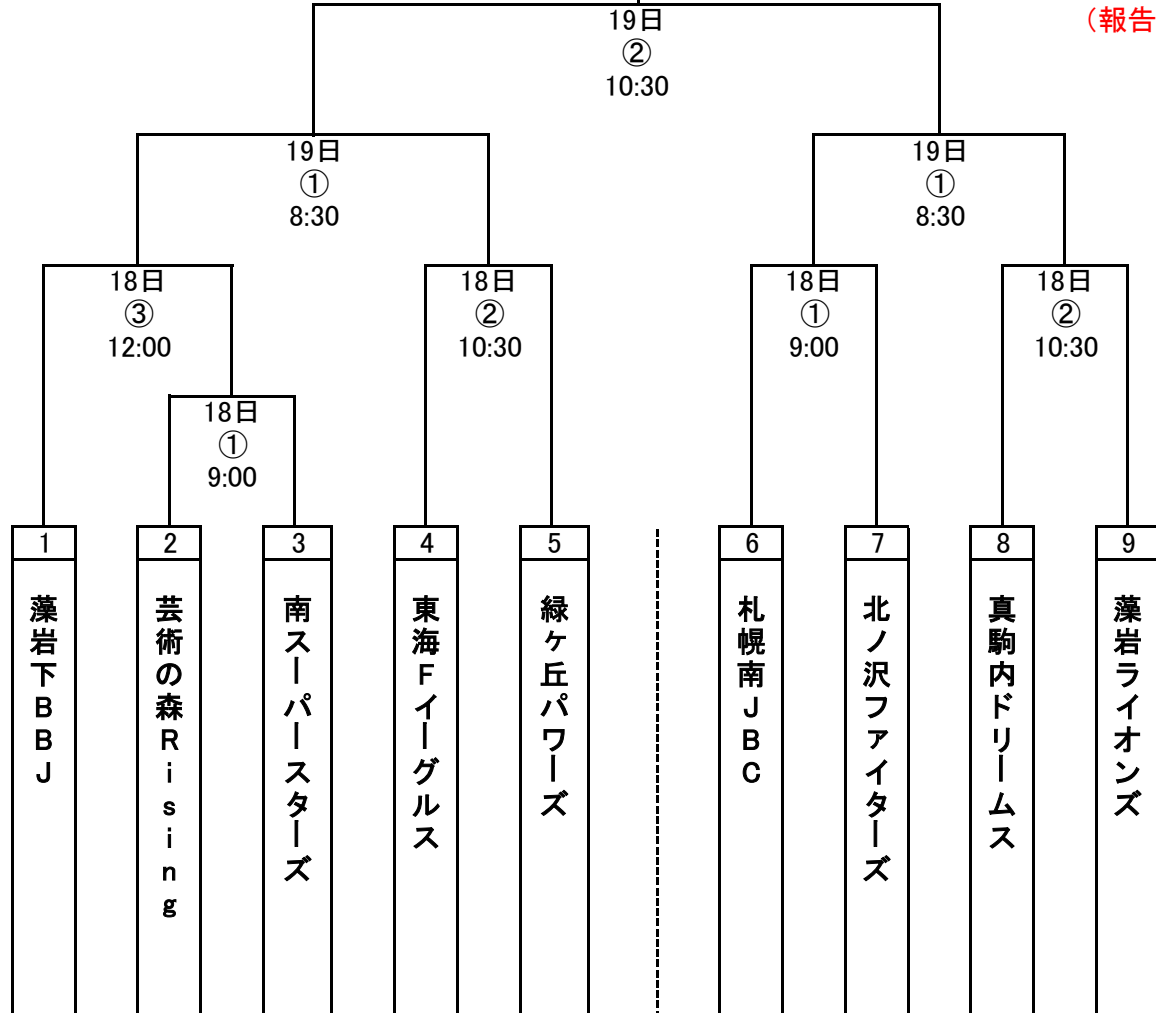 (報告
19日
②
10:30
19日
①
8:30
19日
①
8:30
18日
③
12:00
18日
②
10:30
18日
①
9:00
18日
②
10:30
18日
①
9:00
1
2
3
4
5
6
7
8
9
藻岩下BBJ
芸術の森Rising
南スーパースターズ
東海Fイーグルス
緑ヶ丘パワーズ
札幌南JBC
北ノ沢ファイターズ
真駒内ドリームス
藻岩ライオンズ